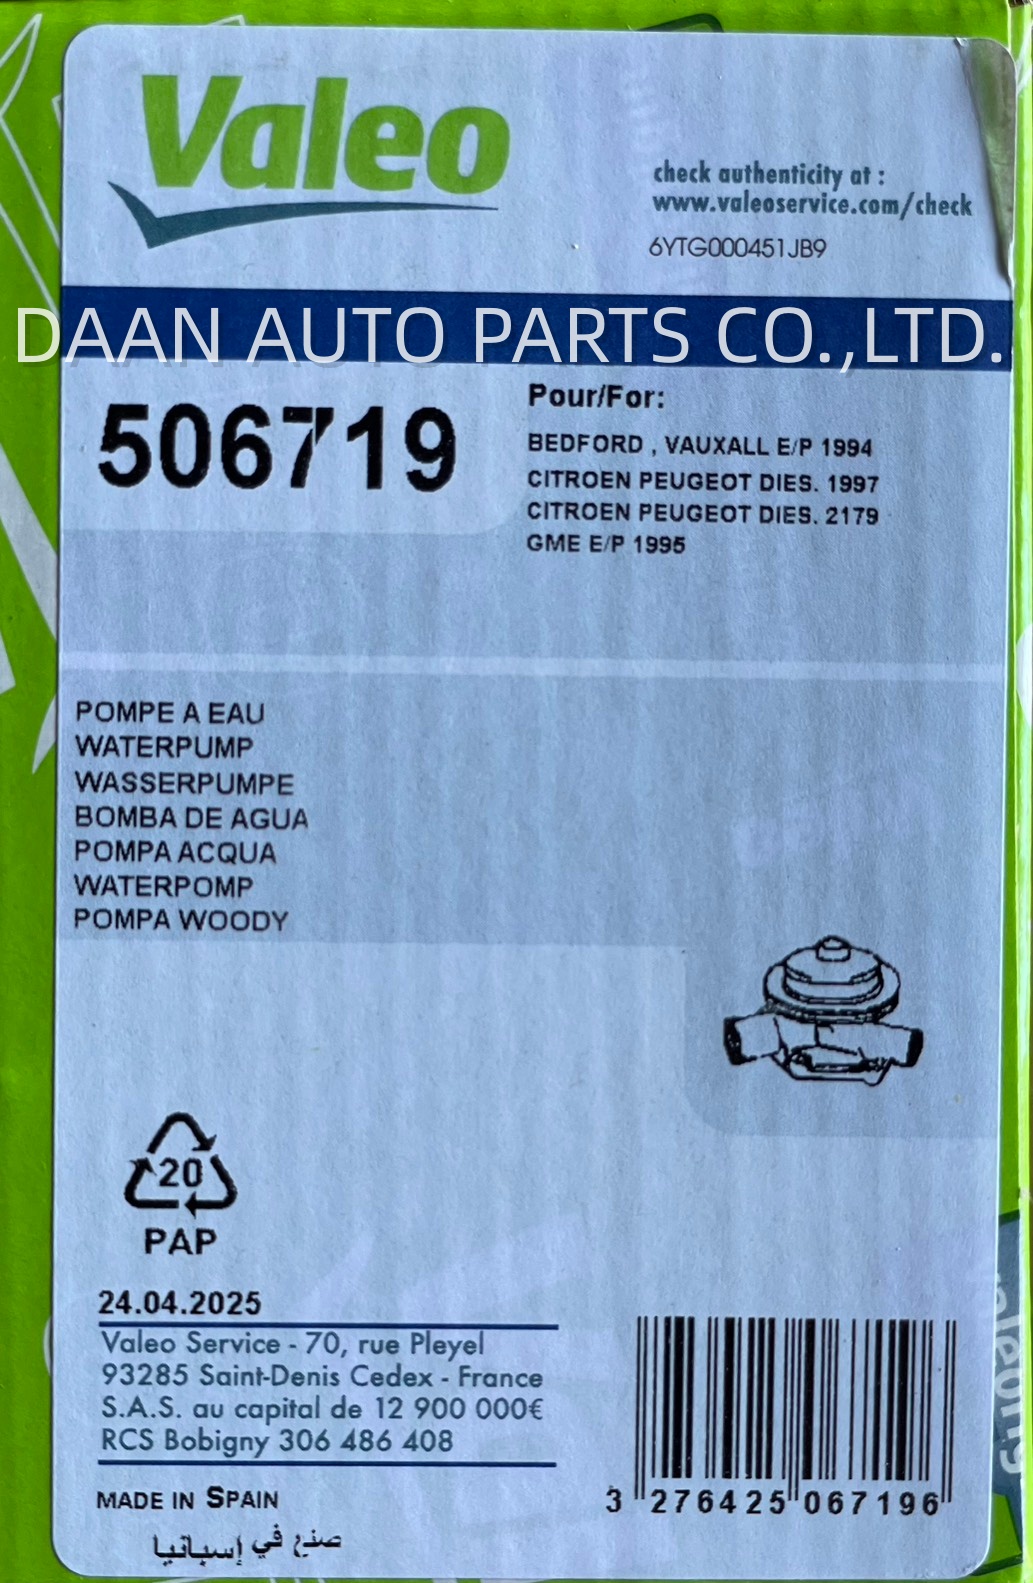 Valeo
check authenticity at :
www.valeoservice.com/check
6YTG000451JB9
DAAN AUTO PARTS CO.,LTD.
506719
Pour/For:
BEDFORD , VAUXALL E/P 1994
CITROEN PEUGEOT DIES. 1997
CITROEN PEUGEOT DIES. 2179
GME E/P 1995
POMPE A EAU
WATERPUMP
WASSERPUMPE
BOMBA DE AGUA
POMPA ACQUA
WATERPOMP
POMPA WOODY
20
PAP
24.04.2025
Valeo Service - 70, rue Pleyel
93285 Saint-Denis Cedex - France
S.A.S. au capital de 12 900 000€
RCS Bobigny 306 486 408
MADE IN SPAIN
صنع في إسبانيا
3 276425 067196